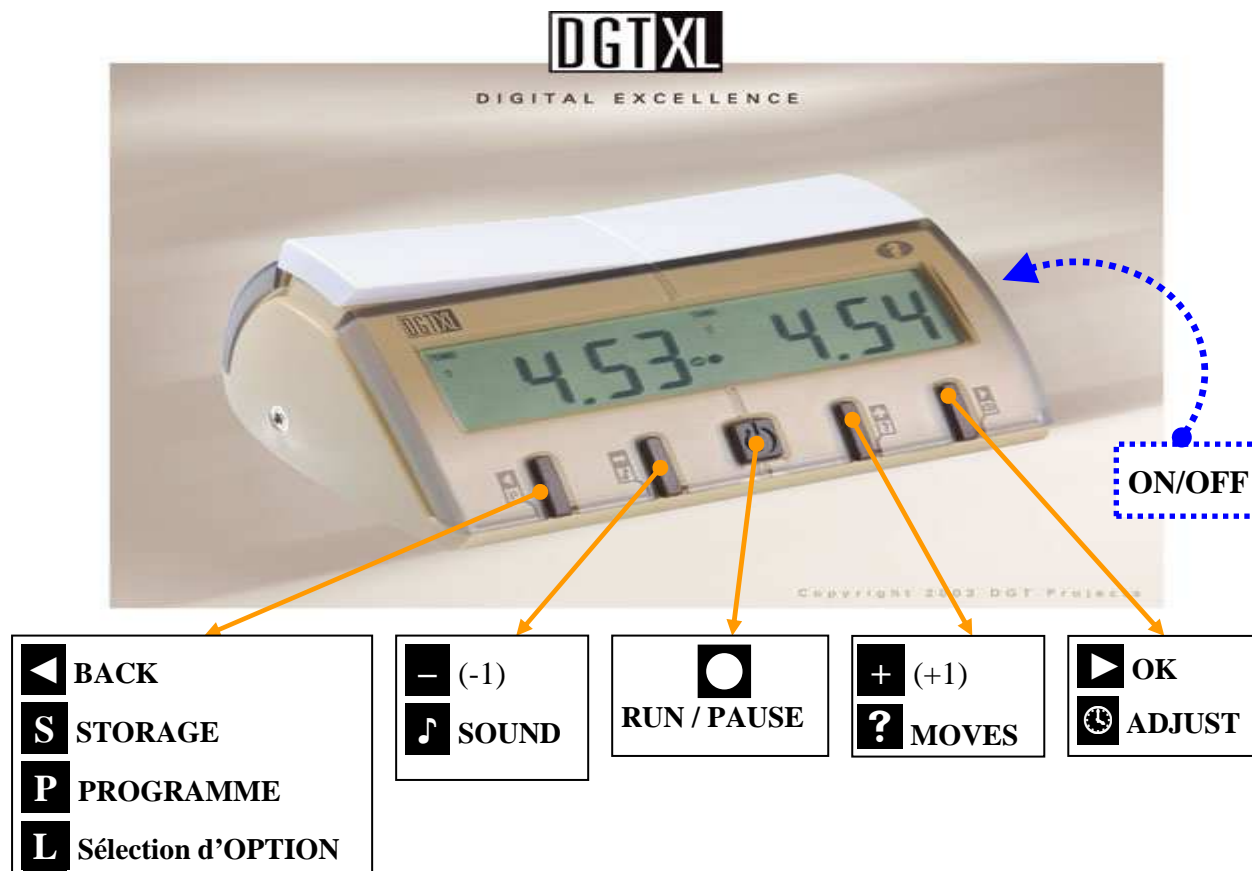 DGT XL
DIGITAL EXCELLENCE
DGT XL
4.53 4.54
ON/OFF
Copyright 2003 DGT Projects
◀ BACK
S STORAGE
P PROGRAMME
L Sélection d’OPTION
– (-1)
♪ SOUND
RUN / PAUSE
+ (+1)
? MOVES
▶ OK
ADJUST